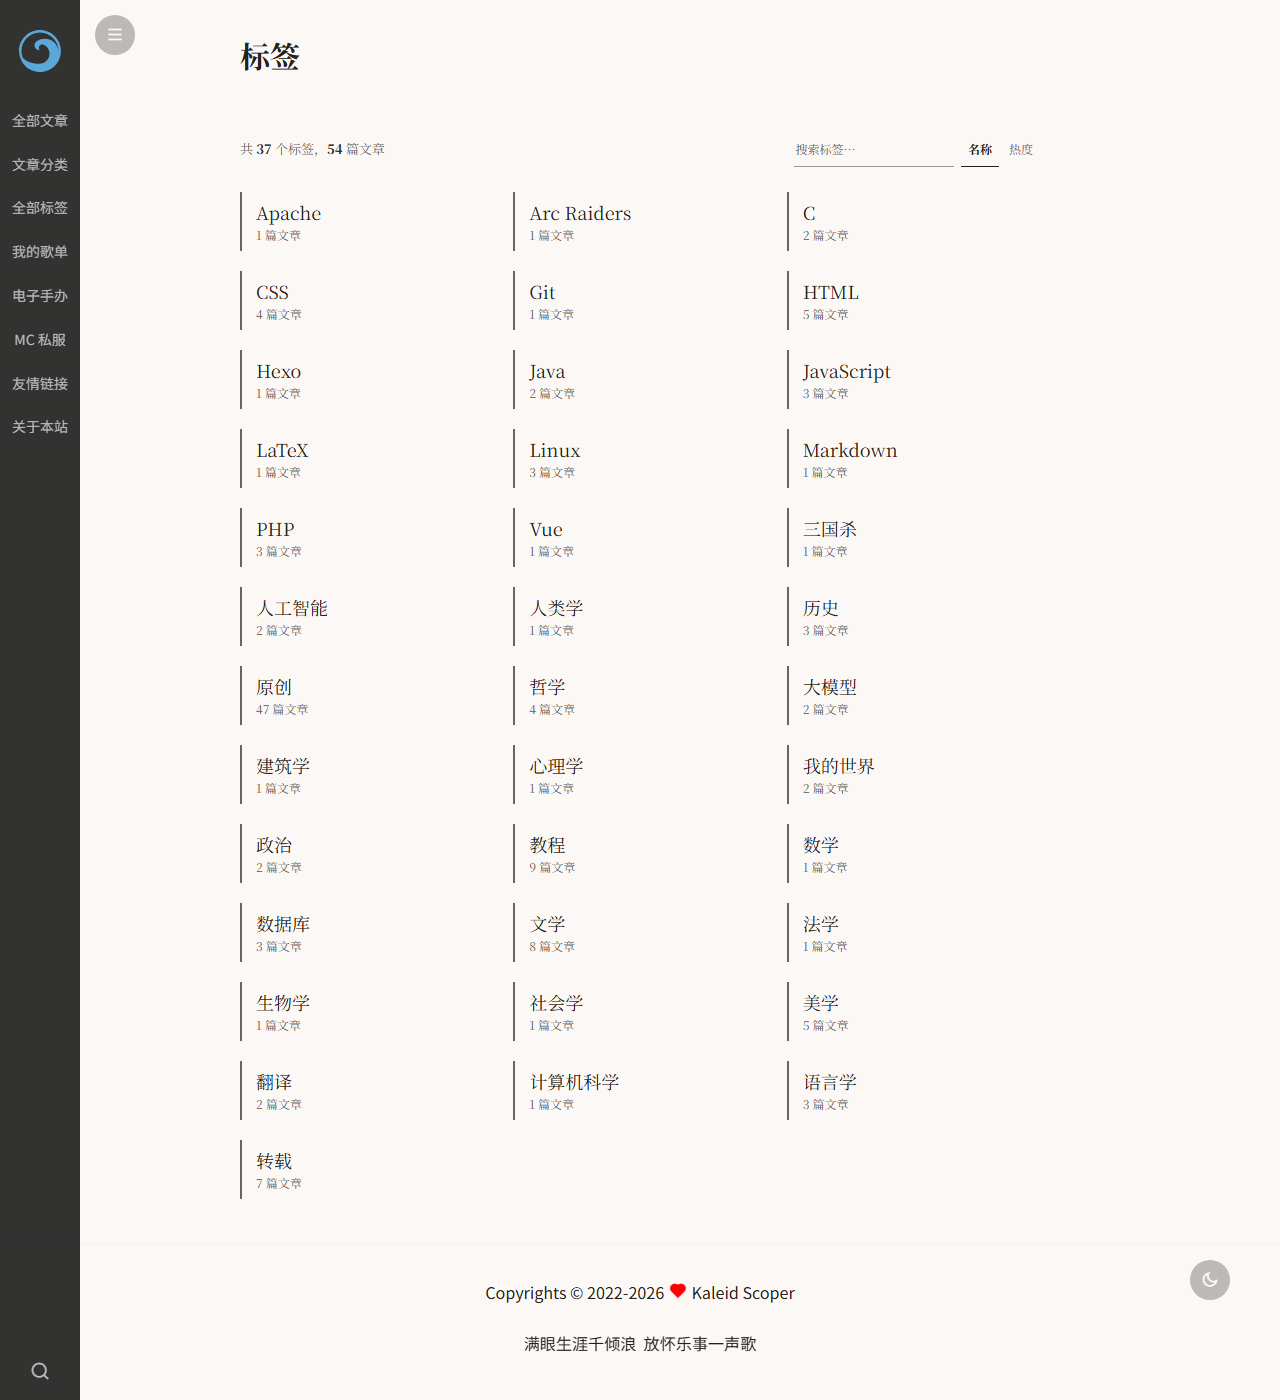 全部文章
文章分类
全部标签
我的歌单
电子手办
MC 私服
友情链接
关于本站
标签
共 37 个标签，54 篇文章
搜索标签…
名称 热度
Apache
1 篇文章
Arc Raiders
1 篇文章
C
2 篇文章
CSS
4 篇文章
Git
1 篇文章
HTML
5 篇文章
Hexo
1 篇文章
Java
2 篇文章
JavaScript
3 篇文章
LaTeX
1 篇文章
Linux
3 篇文章
Markdown
1 篇文章
PHP
3 篇文章
Vue
1 篇文章
三国杀
1 篇文章
人工智能
2 篇文章
人类学
1 篇文章
历史
3 篇文章
原创
47 篇文章
哲学
4 篇文章
大模型
2 篇文章
建筑学
1 篇文章
心理学
1 篇文章
我的世界
2 篇文章
政治
2 篇文章
教程
9 篇文章
数学
1 篇文章
数据库
3 篇文章
文学
8 篇文章
法学
1 篇文章
生物学
1 篇文章
社会学
1 篇文章
美学
5 篇文章
翻译
2 篇文章
计算机科学
1 篇文章
语言学
3 篇文章
转载
7 篇文章
Copyrights © 2022-2026 ❤ Kaleid Scoper
满眼生涯千倾浪 放怀乐事一声歌